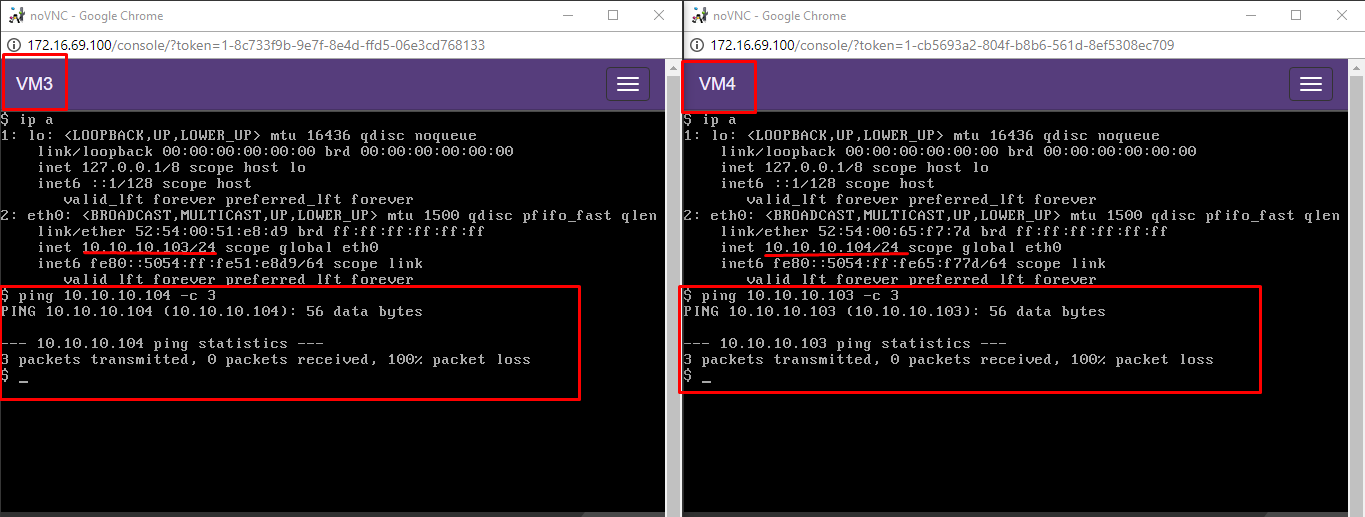 noVNC - Google Chrome
172.16.69.100/console/?token=1-8c733f9b-9e7f-8e4d-ffd5-06e3cd768133
VM3
$ ip a
1: lo: <LOOPBACK,UP,LOWER_UP> mtu 16436 qdisc noqueue
link/loopback 00:00:00:00:00:00 brd 00:00:00:00:00:00
inet 127.0.0.1/8 scope host lo
inet6 ::1/128 scope host
valid_lft forever preferred_lft forever
2: eth0: <BROADCAST,MULTICAST,UP,LOWER_UP> mtu 1500 qdisc pfifo_fast qlen
link/ether 52:54:00:51:e8:d9 brd ff:ff:ff:ff:ff:ff
inet 10.10.10.103/24 scope global eth0
inet6 fe80::5054:ff:fe51:e8d9/64 scope link
valid_lft forever preferred_lft forever
$ ping 10.10.10.104 -c 3
PING 10.10.10.104 (10.10.10.104): 56 data bytes
--- 10.10.10.104 ping statistics ---
3 packets transmitted, 0 packets received, 100% packet loss
$ _
noVNC - Google Chrome
172.16.69.100/console/?token=1-cb5693a2-804f-b8b6-561d-8ef5308ec709
VM4
$ ip a
1: lo: <LOOPBACK,UP,LOWER_UP> mtu 16436 qdisc noqueue
link/loopback 00:00:00:00:00:00 brd 00:00:00:00:00:00
inet 127.0.0.1/8 scope host lo
inet6 ::1/128 scope host
valid_lft forever preferred_lft forever
2: eth0: <BROADCAST,MULTICAST,UP,LOWER_UP> mtu 1500 qdisc pfifo_fast qlen
link/ether 52:54:00:65:f7:7d brd ff:ff:ff:ff:ff:ff
inet 10.10.10.104/24 scope global eth0
inet6 fe80::5054:ff:fe65:f77d/64 scope link
valid_lft forever preferred_lft forever
$ ping 10.10.10.103 -c 3
PING 10.10.10.103 (10.10.10.103): 56 data bytes
--- 10.10.10.103 ping statistics ---
3 packets transmitted, 0 packets received, 100% packet loss
$ _